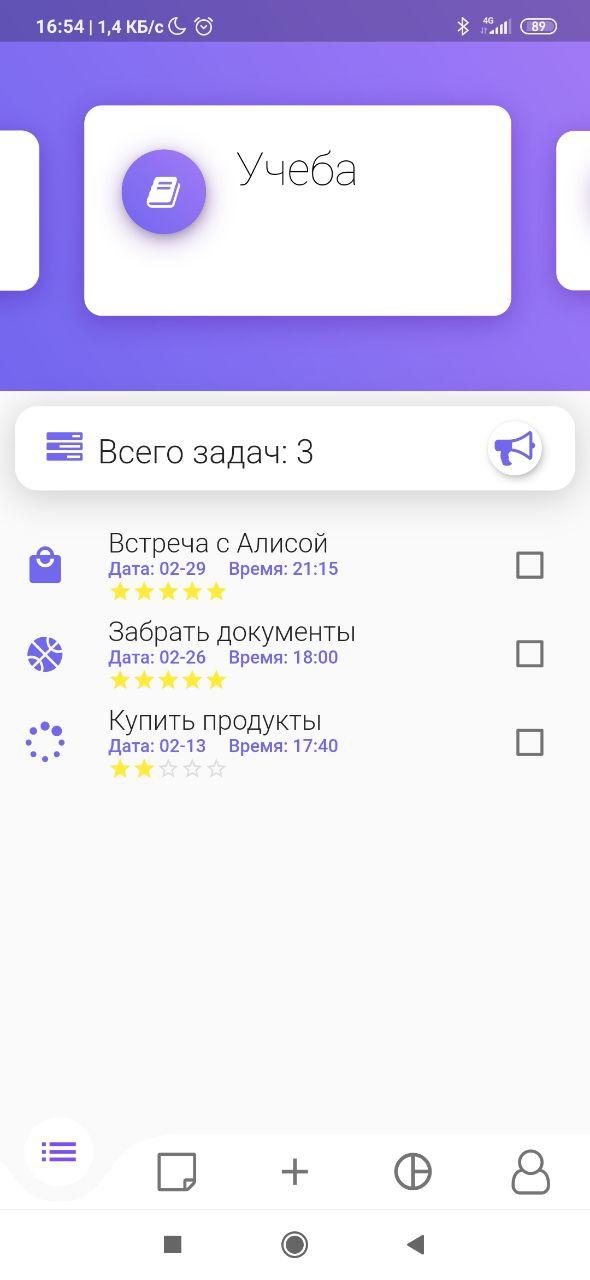 16:54 | 1,4 КБ/с
4G
89
Учеба
Всего задач: 3
Встреча с Алисой
Дата: 02-29 Время: 21:15
Забрать документы
Дата: 02-26 Время: 18:00
Купить продукты
Дата: 02-13 Время: 17:40